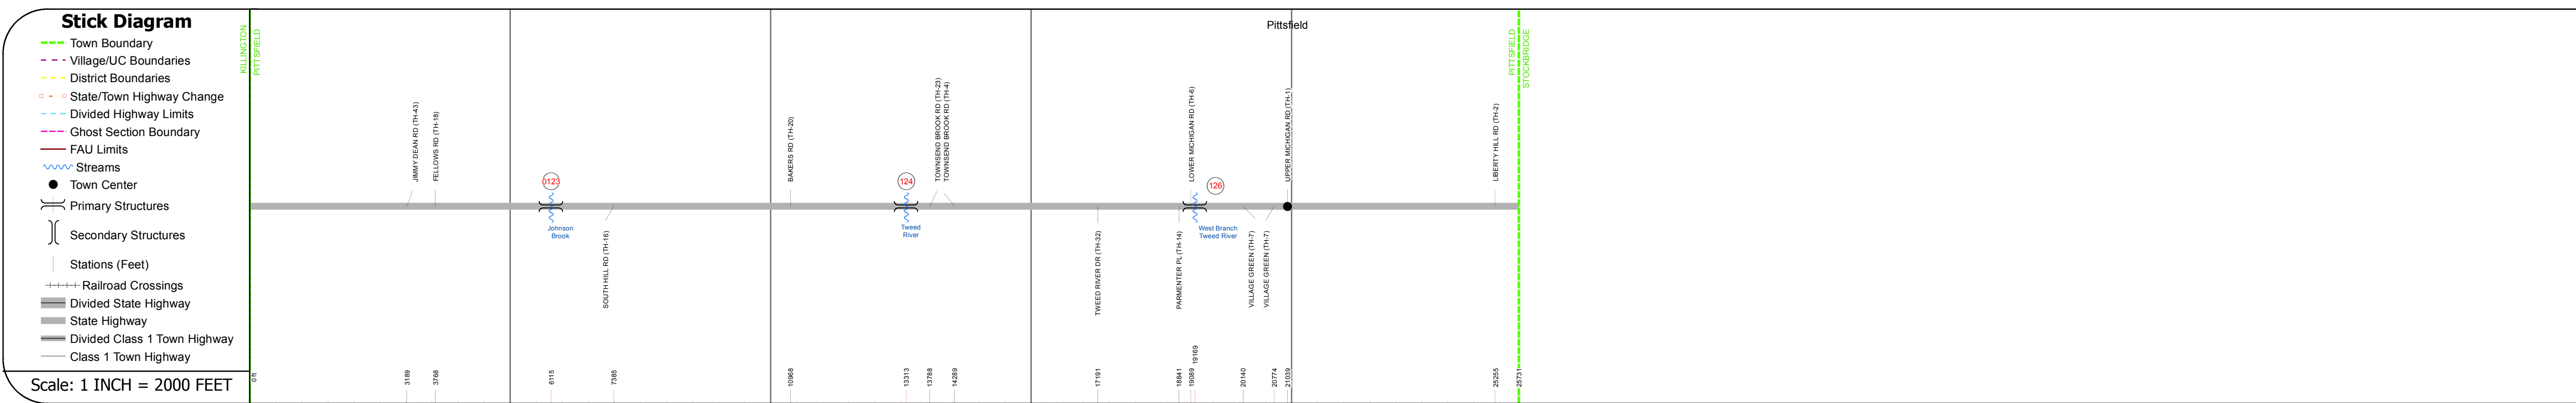 Stick Diagram
Town Boundary
Village/UC Boundaries
District Boundaries
State/Town Highway Change
Divided Highway Limits
Ghost Section Boundary
FAU Limits
Streams
Town Center
Primary Structures
Secondary Structures
Stations (Feet)
Railroad Crossings
Divided State Highway
State Highway
Divided Class 1 Town Highway
Class 1 Town Highway
Scale: 1 INCH = 2000 FEET
KILLINGTON
PITTSFIELD
Pittsfield
PITTSFIELD
STOCKBRIDGE
JIMMY DEAN RD (TH-43)
FELLOWS RD (TH-18)
BAKERS RD (TH-20)
TOWNSEND BROOK RD (TH-23)
TOWNSEND BROOK RD (TH-4)
LOWER MICHIGAN RD (TH-6)
UPPER MICHIGAN RD (TH-1)
LIBERTY HILL RD (TH-2)
0123
124
126
Johnson
Brook
Tweed
River
West Branch
Tweed River
SOUTH HILL RD (TH-16)
TWEED RIVER DR (TH-32)
PARMENTER PL (TH-14)
VILLAGE GREEN (TH-7)
VILLAGE GREEN (TH-7)
0 ft
3189
3768
6115
7385
10968
13313
13788
14289
17191
18841
19089
19169
20140
20774
21039
25255
25731